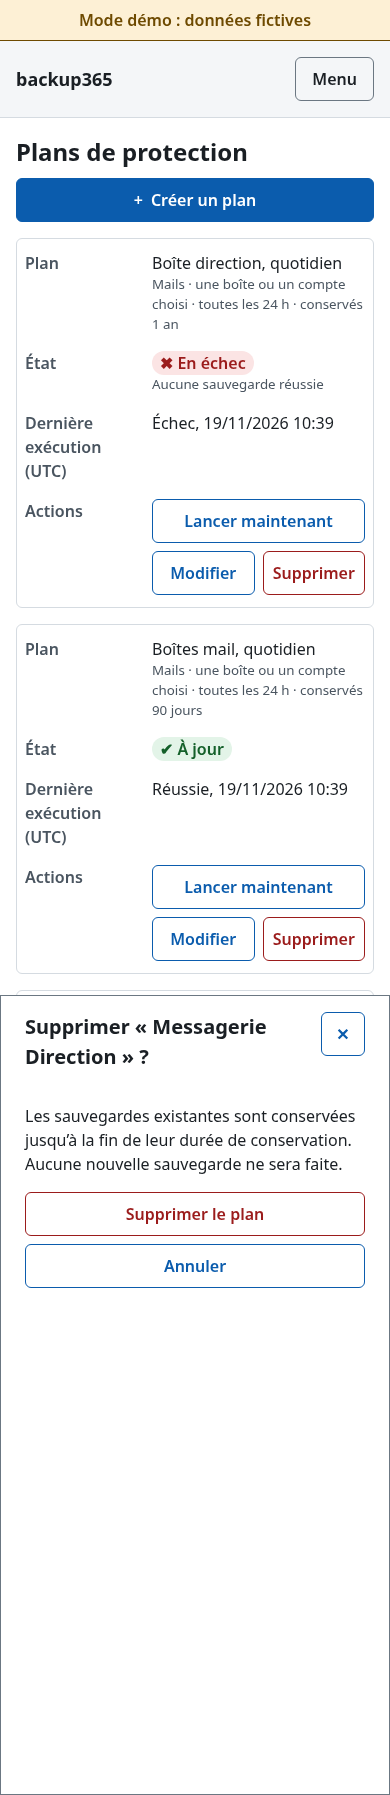 Mode démo : données fictives
backup365
Menu
Plans de protection
+ Créer un plan
Plan
Boîte direction, quotidien
Mails · une boîte ou un compte
choisi · toutes les 24 h · conservés
1 an
État
✖ En échec
Aucune sauvegarde réussie
Dernière
exécution
(UTC)
Échec, 19/11/2026 10:39
Actions
Lancer maintenant
Modifier
Supprimer
Plan
Boîtes mail, quotidien
Mails · une boîte ou un compte
choisi · toutes les 24 h · conservés
90 jours
État
✔ À jour
Dernière
exécution
(UTC)
Réussie, 19/11/2026 10:39
Actions
Lancer maintenant
Modifier
Supprimer
Supprimer « Messagerie
Direction » ?
✕
Les sauvegardes existantes sont conservées
jusqu’à la fin de leur durée de conservation.
Aucune nouvelle sauvegarde ne sera faite.
Supprimer le plan
Annuler